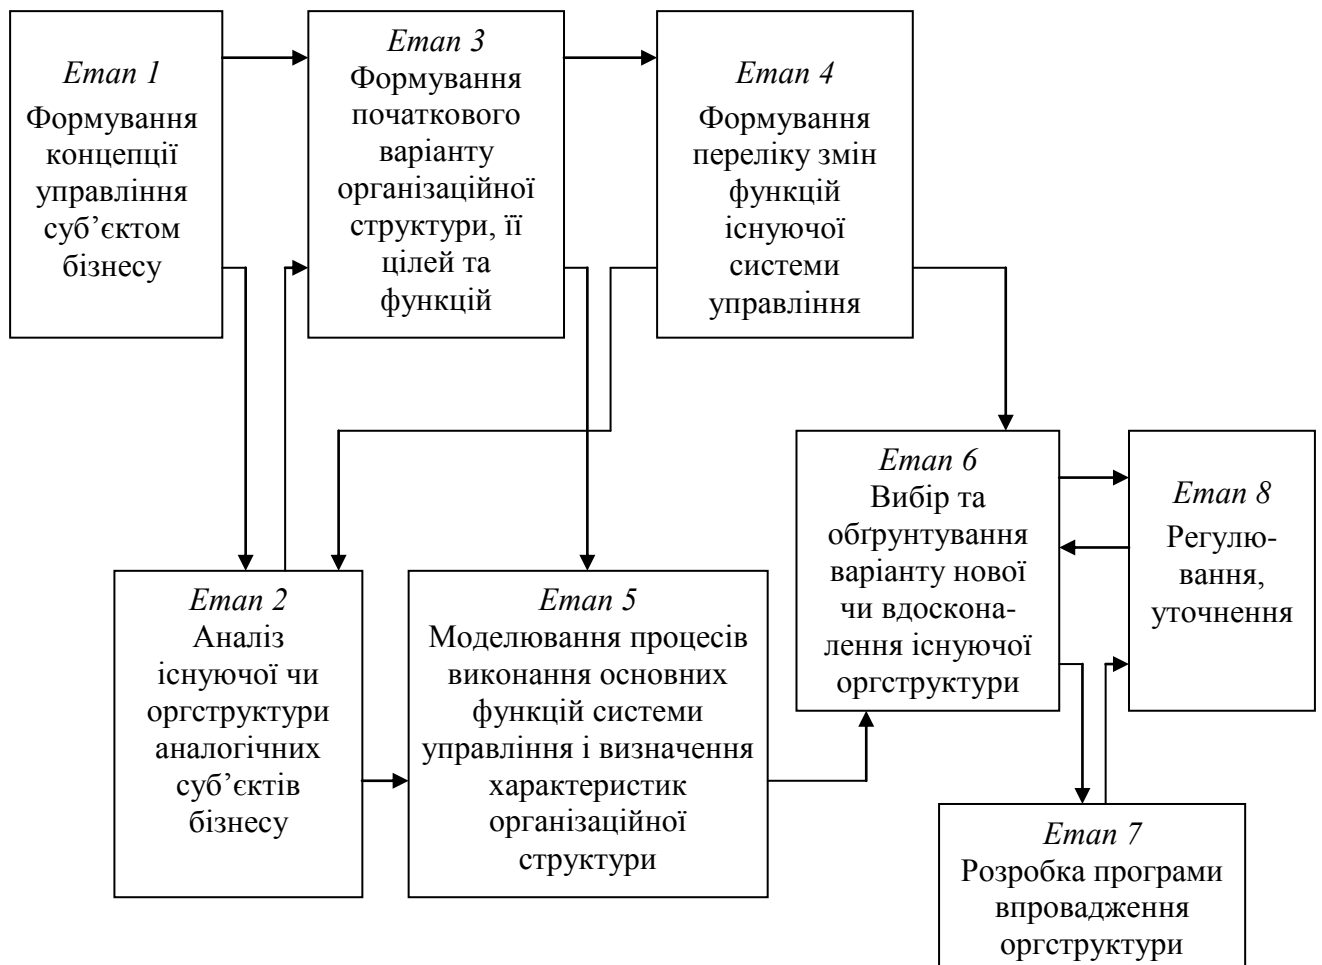 Етап 1
Формування
концепції
управління
суб’єктом
бізнесу
Етап 3
Формування
початкового
варіанту
організаційної
структури, її
цілей та
функцій
Етап 4
Формування
переліку змін
функцій
існуючої
системи
управління
Етап 2
Аналіз
існуючої чи
оргструктури
аналогічних
суб’єктів
бізнесу
Етап 5
Моделювання процесів
виконання основних
функцій системи
управління і визначення
характеристик
організаційної
структури
Етап 6
Вибір та
обґрунтування
варіанту нової
чи вдоскона-
лення існуючої
оргструктури
Етап 8
Регулю-
вання,
уточнення
Етап 7
Розробка програми
впровадження
оргструктури